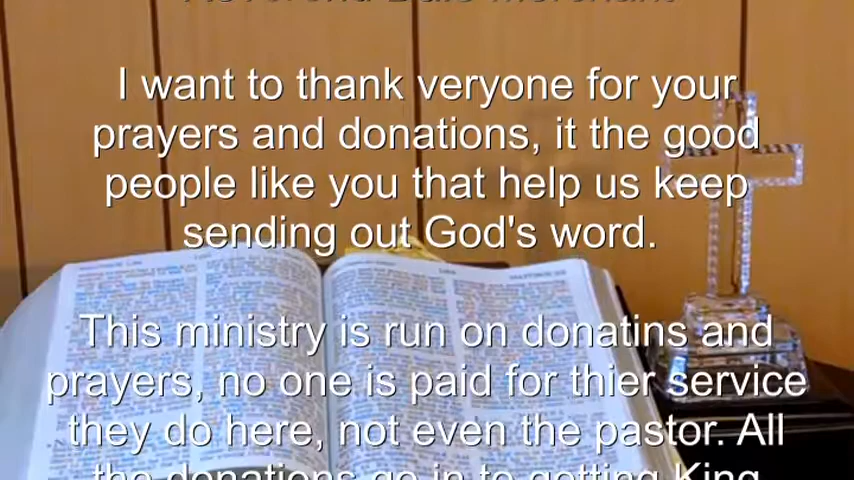 I want to thank veryone for your
prayers and donations, it the good
people like you that help us keep
sending out God's word.
This ministry is run on donatins and
prayers, no one is paid for thier service
they do here, not even the pastor. All
the donations go in to getting King